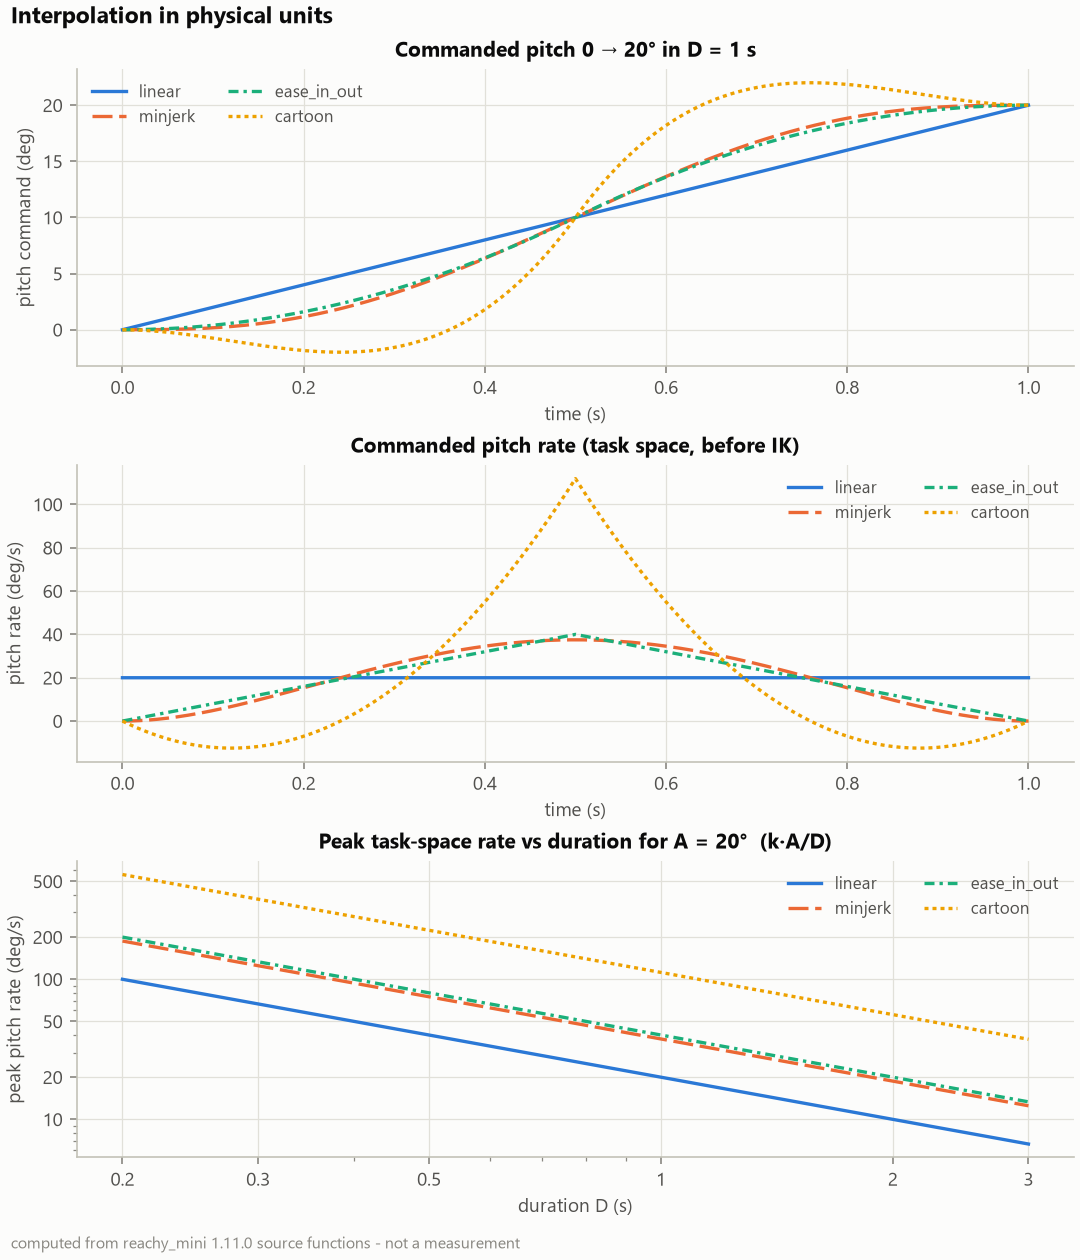 Interpolation in physical units
Commanded pitch 0 → 20° in D = 1 s
linear
minjerk
ease_in_out
cartoon
pitch command (deg)
20
15
10
5
0
0.0 0.2 0.4 0.6 0.8 1.0
time (s)
Commanded pitch rate (task space, before IK)
linear
minjerk
ease_in_out
cartoon
pitch rate (deg/s)
100
80
60
40
20
0
0.0 0.2 0.4 0.6 0.8 1.0
time (s)
Peak task-space rate vs duration for A = 20° (k·A/D)
linear
minjerk
ease_in_out
cartoon
peak pitch rate (deg/s)
500
200
100
50
20
10
0.2 0.3 0.5 1 2 3
duration D (s)
computed from reachy_mini 1.11.0 source functions - not a measurement